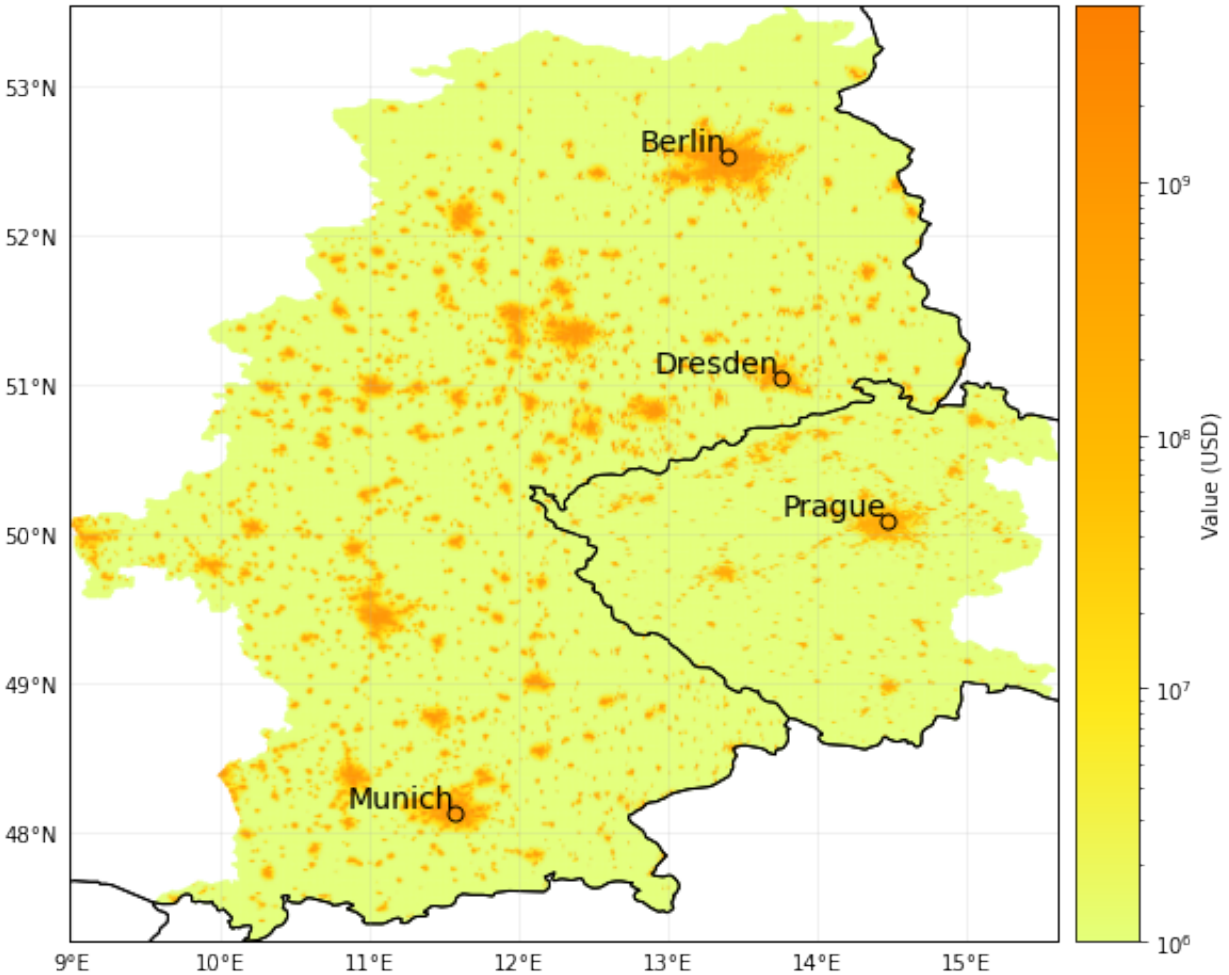 53°N
52°N
51°N
50°N
49°N
48°N
9°E
10°E
11°E
12°E
13°E
14°E
15°E
Berlin
Dresden
Prague
Munich
10⁹
10⁸
10⁷
10⁶
Value (USD)